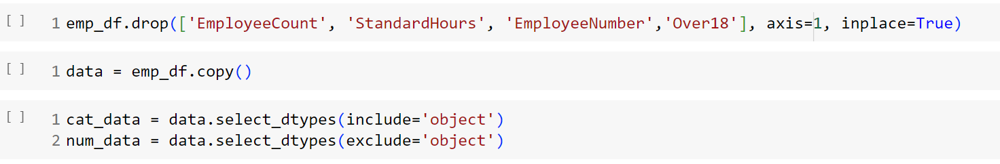 [ ] 1 emp_df.drop(['EmployeeCount', 'StandardHours', 'EmployeeNumber','Over18'], axis=1, inplace=True)
[ ] 1 data = emp_df.copy()
[ ] 1 cat_data = data.select_dtypes(include='object')
2 num_data = data.select_dtypes(exclude='object')